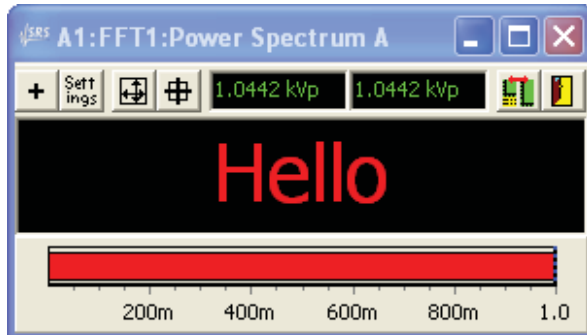 SRS A1:FFT1:Power Spectrum A
+ Sett 1.0442 kVp 1.0442 kVp
ings
Hello
200m 400m 600m 800m 1.0